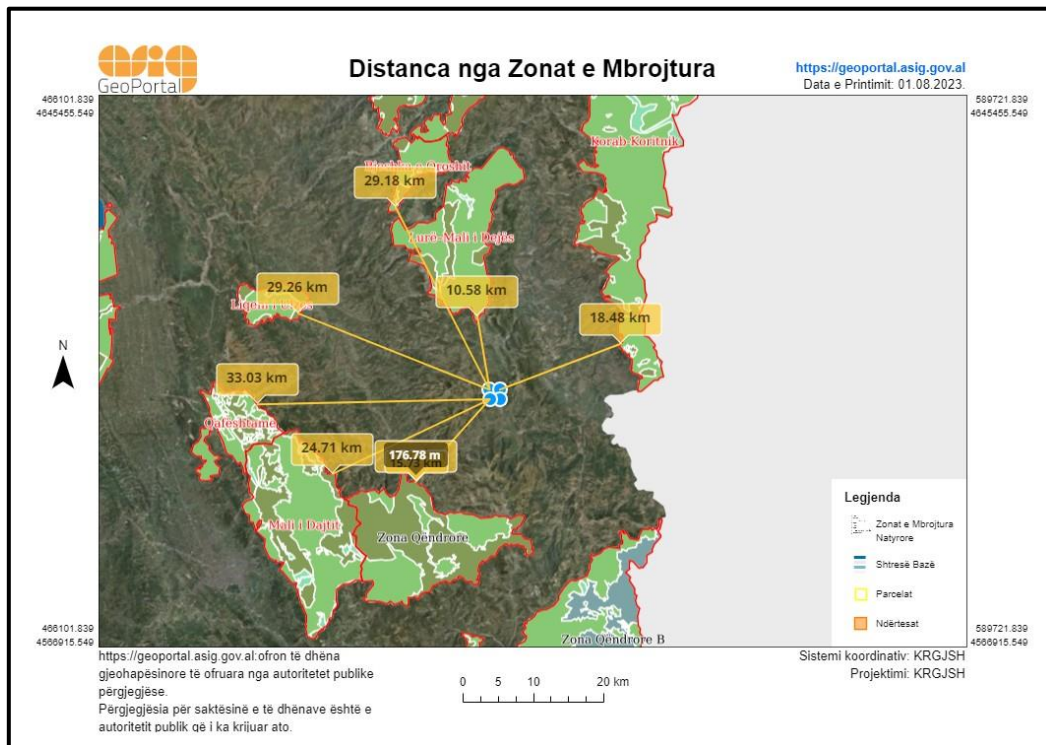 asig
GeoPortal
Distanca nga Zonat e Mbrojtura
https://geoportal.asig.gov.al
Data e Printimit: 01.08.2023.
466101.839
4645455.549
589721.839
4645455.549
Korab-Koritnik
29.18 km
Lurë-Mali i Dejës
29.26 km
10.58 km
18.48 km
N
33.03 km
Qafështamë
24.71 km
176.78 m
15.73 km
Mali i Dajtit
Zona Qëndrore
Zona Qëndrore B
Legjenda
Zonat e Mbrojtura
Natyrore
Shtresë Bazë
Parcelat
Ndërtesat
466101.839
4566915.549
589721.839
4566915.549
https://geoportal.asig.gov.al:ofron të dhëna
gjeohapësinore të ofruara nga autoritetet publike
përgjegjëse.
Përgjegjësia për saktësinë e të dhënave është e
autoritetit publik që i ka krijuar ato.
0 5 10 20 km
Sistemi koordinativ: KRGJSH
Projektimi: KRGJSH